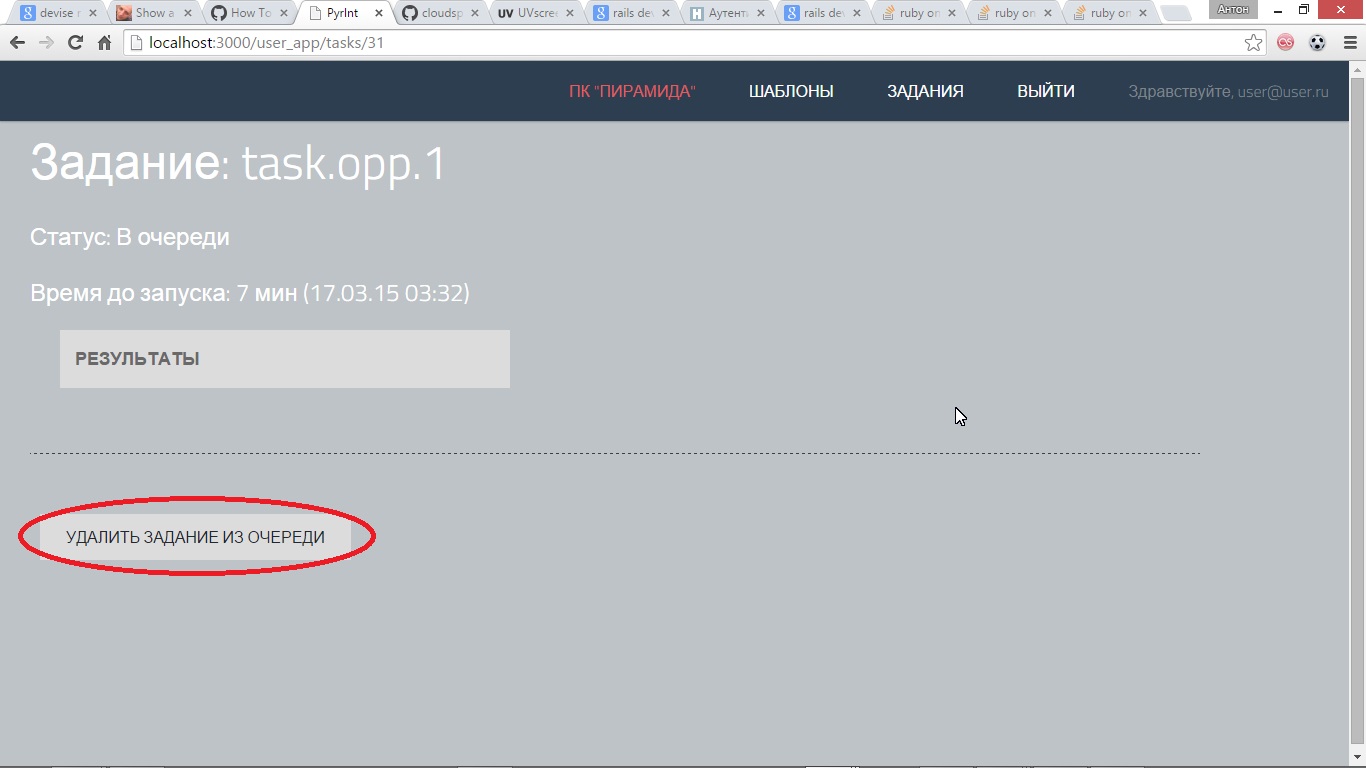 devise r
Show a
How To
PyrInt
cloudsp
UV UVscre
rails de
Аутент
rails de
ruby on
ruby on
ruby on
Антон
localhost:3000/user_app/tasks/31
ПК "ПИРАМИДА" ШАБЛОНЫ ЗАДАНИЯ ВЫЙТИ Здравствуйте, user@user.ru
Задание: task.opp.1
Статус: В очереди
Время до запуска: 7 мин (17.03.15 03:32)
РЕЗУЛЬТАТЫ
УДАЛИТЬ ЗАДАНИЕ ИЗ ОЧЕРЕДИ